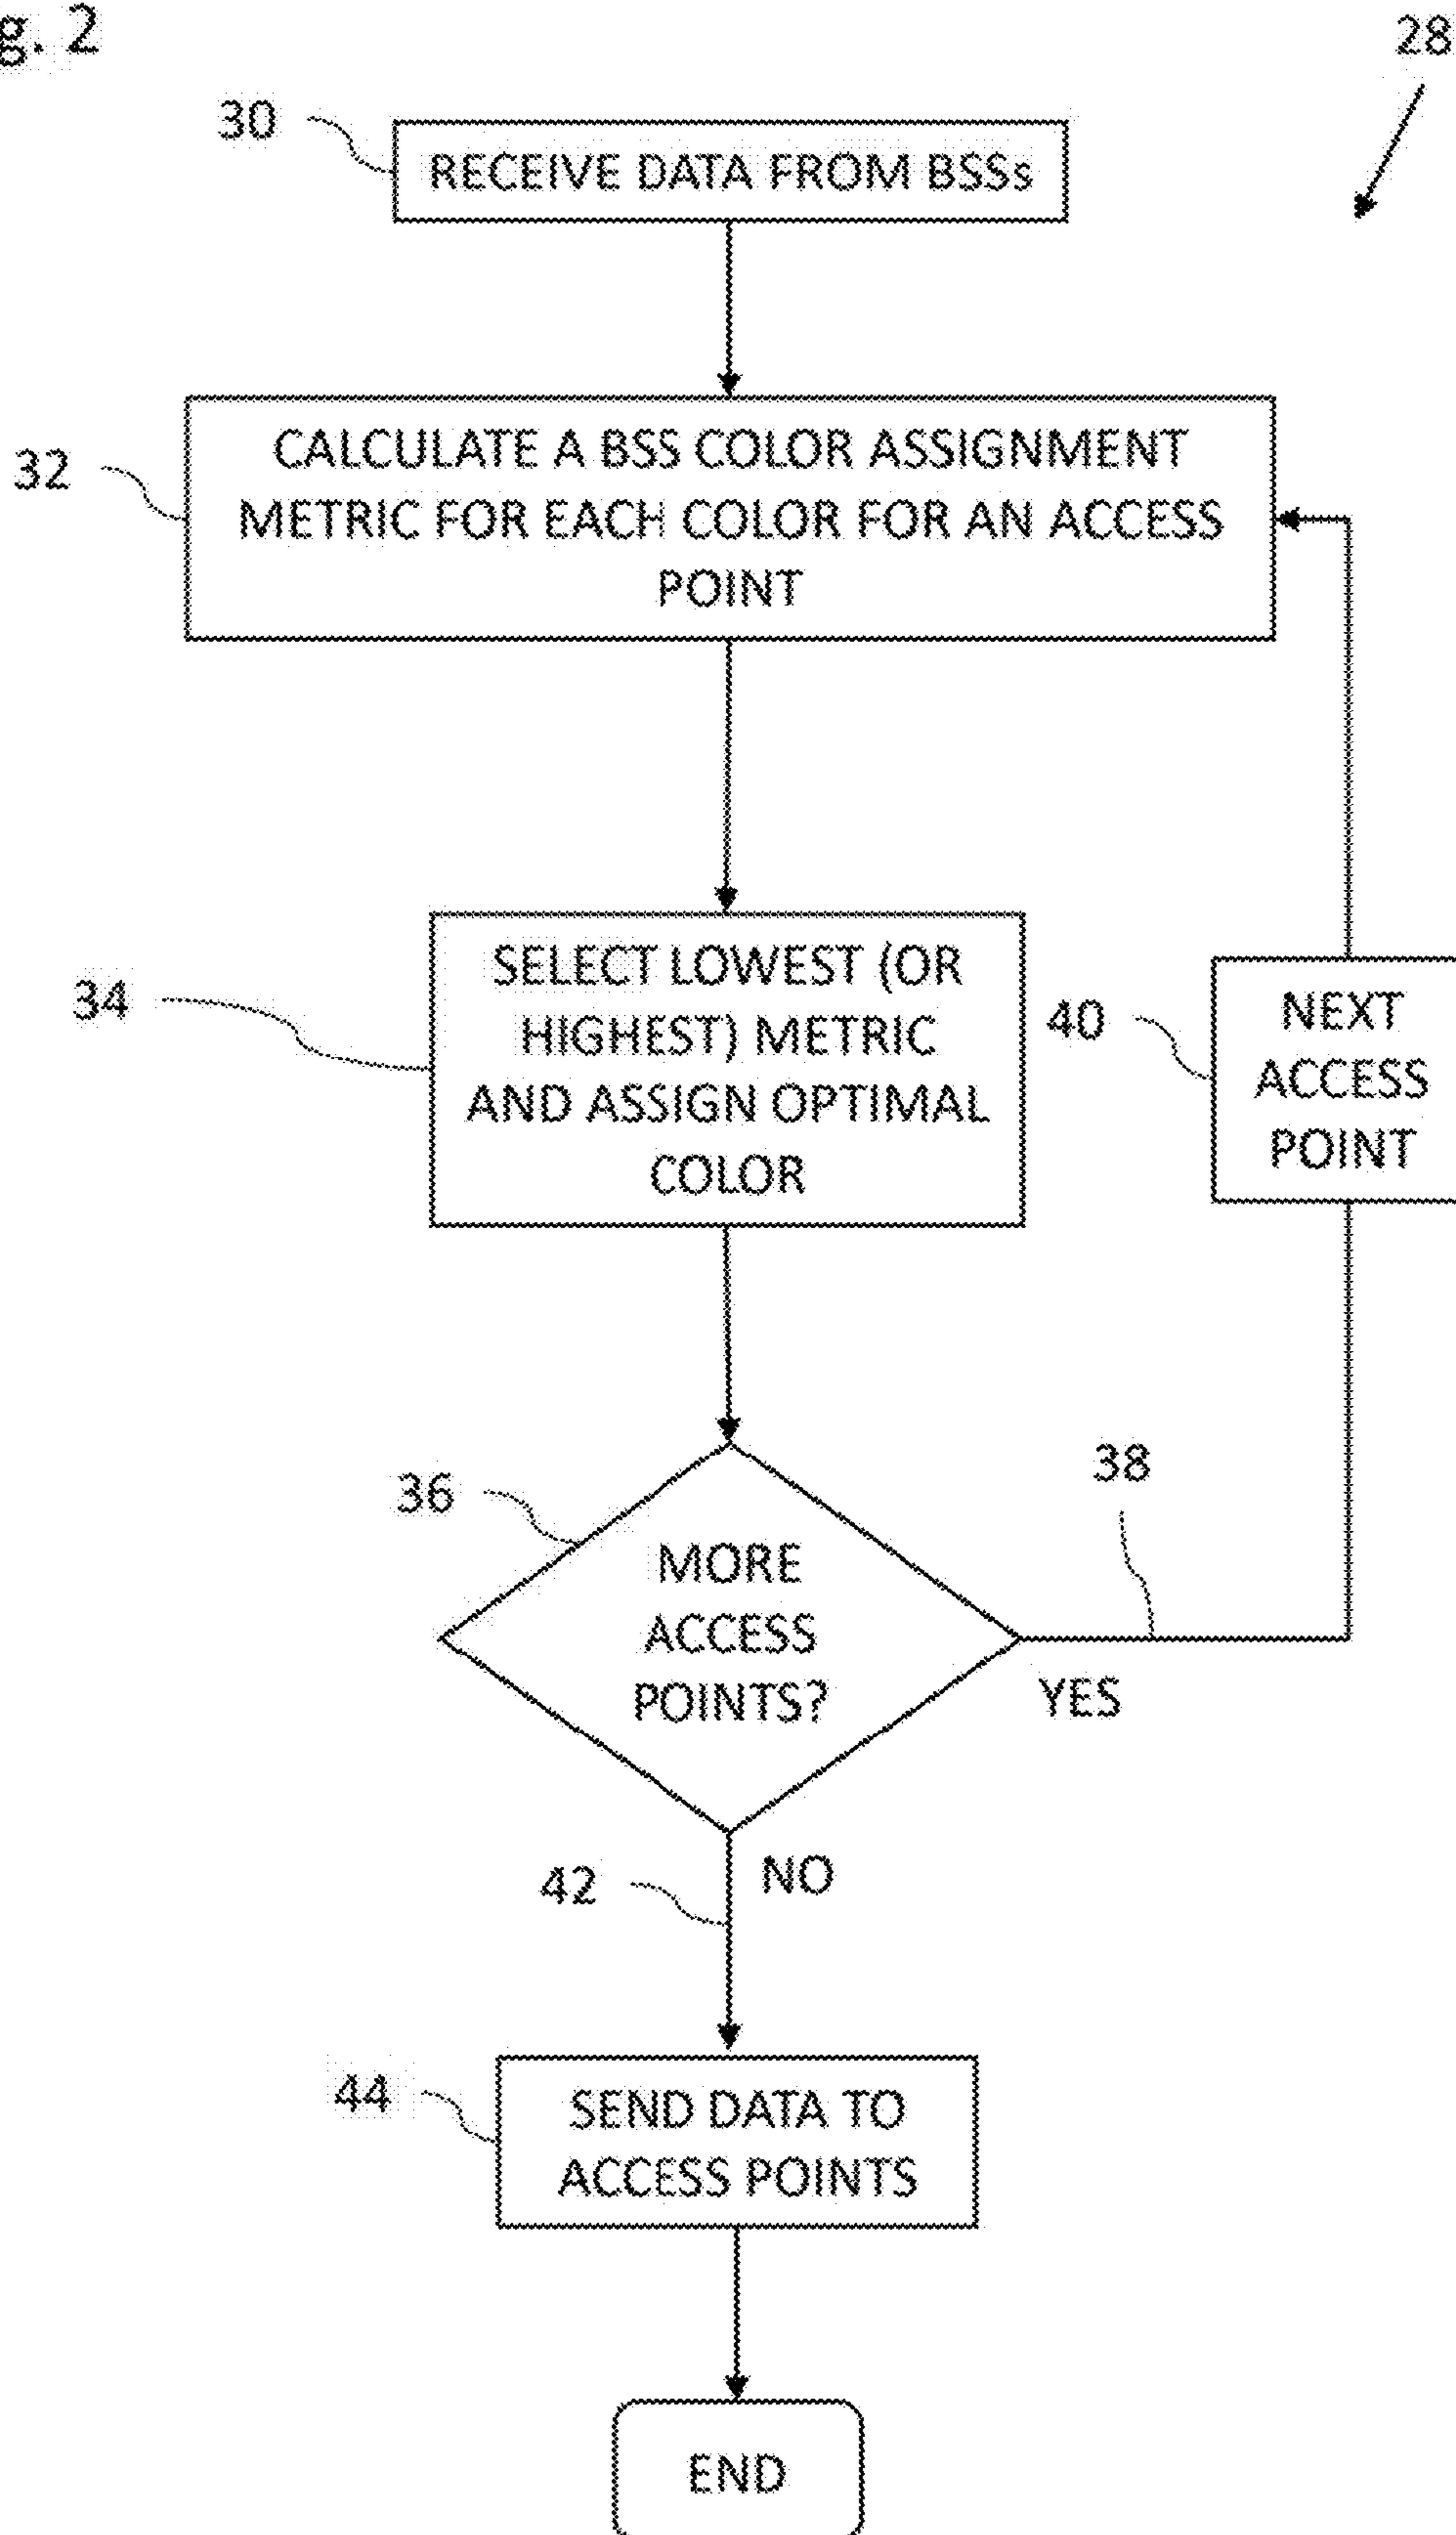 g. 2
28
30
RECEIVE DATA FROM BSSs
32
CALCULATE A BSS COLOR ASSIGNMENT
METRIC FOR EACH COLOR FOR AN ACCESS
POINT
34
SELECT LOWEST (OR
HIGHEST) METRIC
AND ASSIGN OPTIMAL
COLOR
40
NEXT
ACCESS
POINT
36
MORE
ACCESS
POINTS?
38
YES
42
NO
44
SEND DATA TO
ACCESS POINTS
END